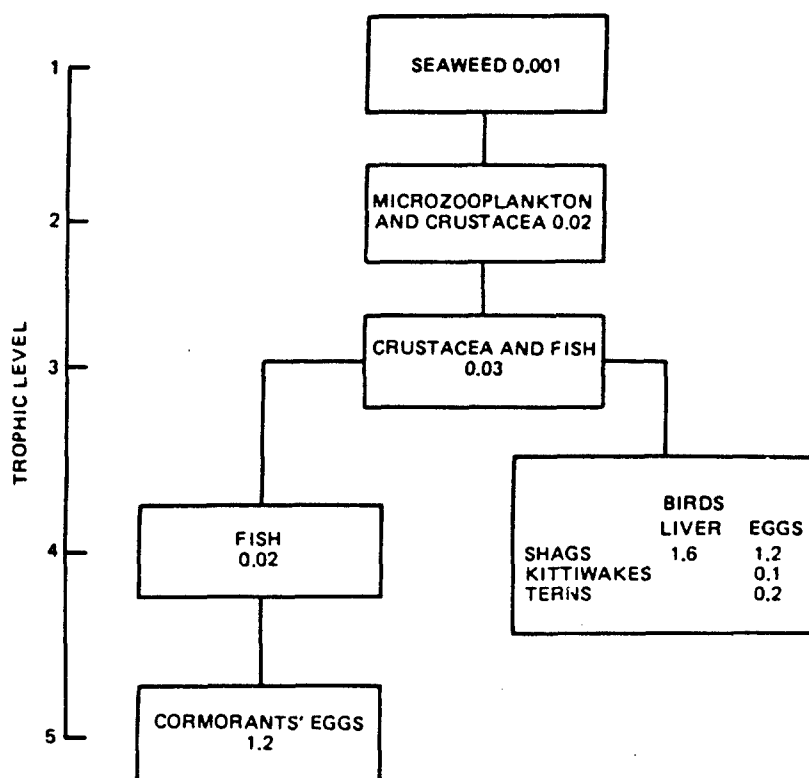 1
SEAWEED 0.001
2
MICROZOOPLANKTON
AND CRUSTACEA 0.02
TROPHIC LEVEL
3
CRUSTACEA AND FISH
0.03
4
FISH
0.02
BIRDS
LIVER EGGS
SHAGS 1.6 1.2
KITTIWAKES 0.1
TERNS 0.2
5
CORMORANTS' EGGS
1.2